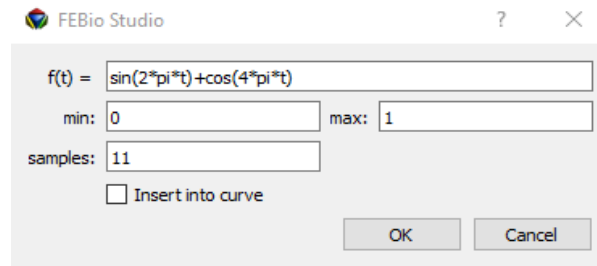 FEBio Studio ?
f(t) = sin(2*pi*t)+cos(4*pi*t)
min: 0 max: 1
samples: 11
Insert into curve
OK Cancel